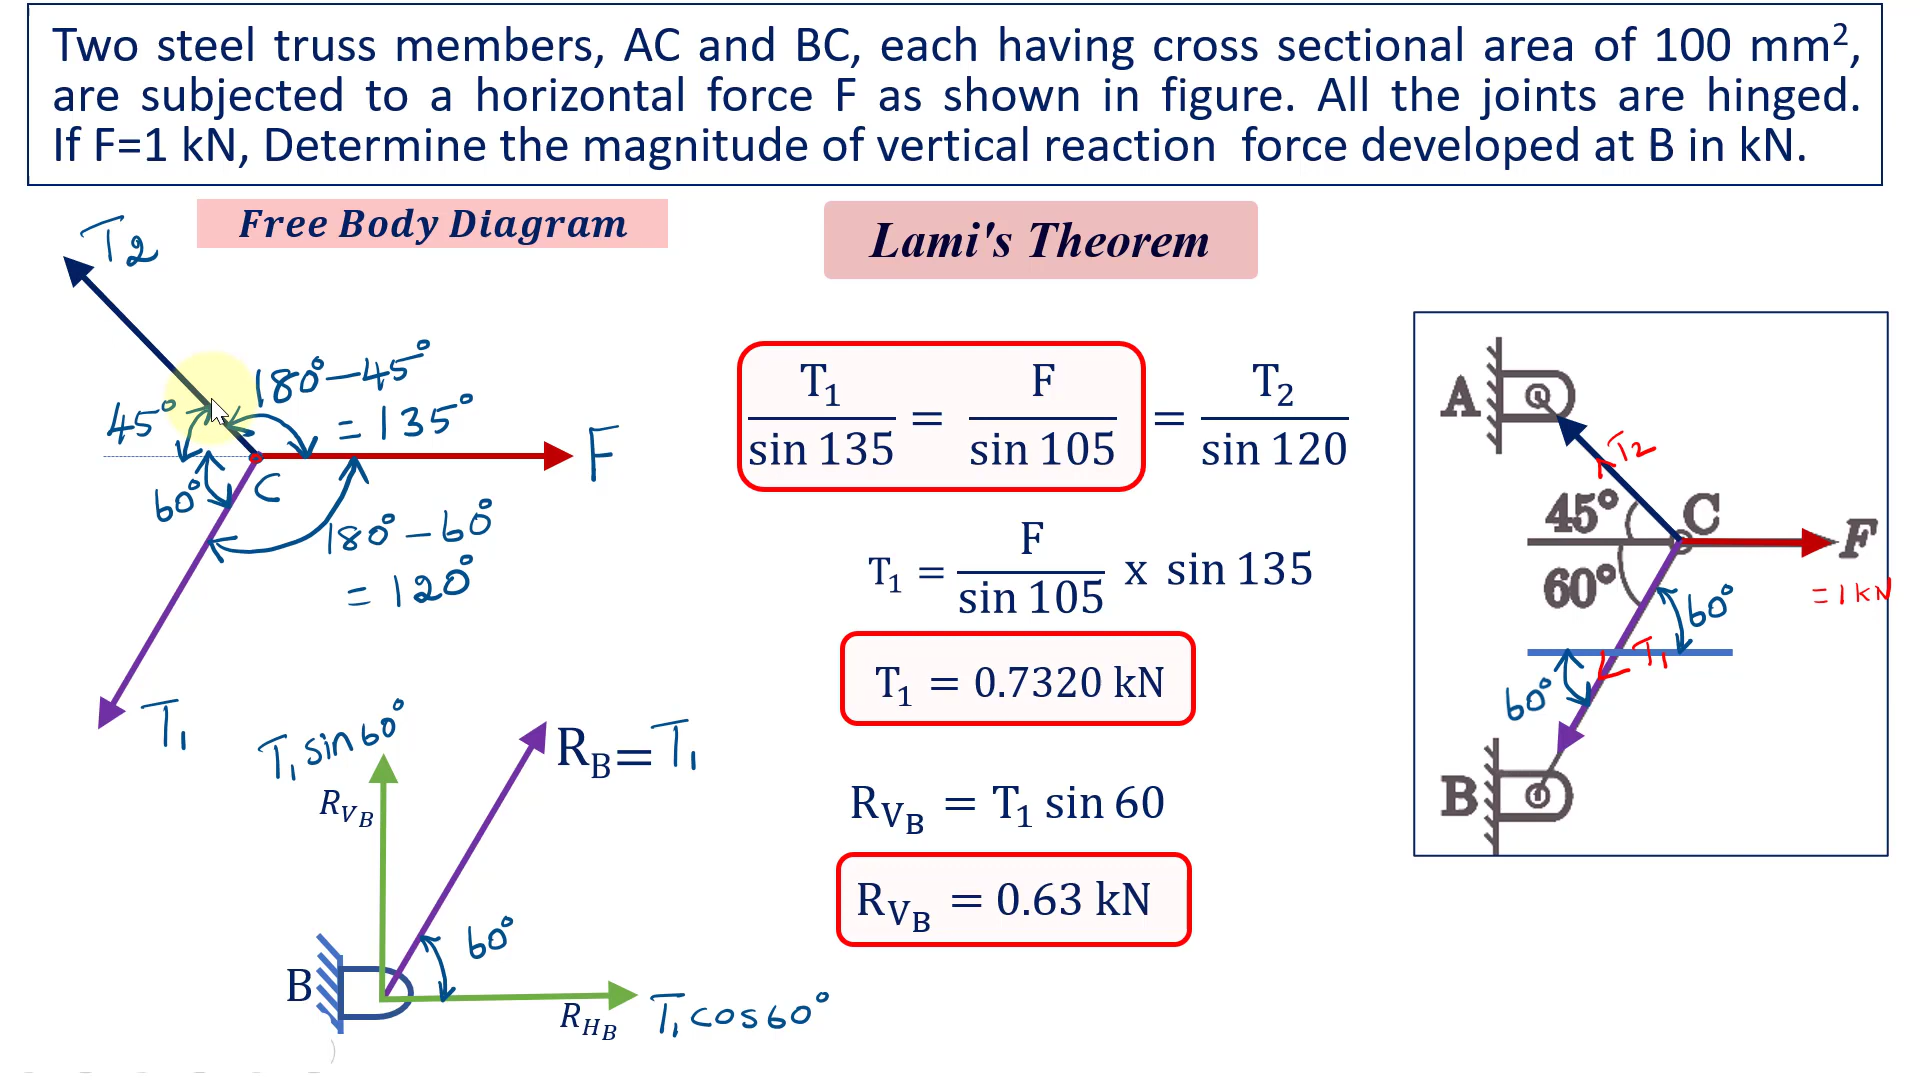 Two steel truss members, AC and BC, each having cross sectional area of 100 mm²,
are subjected to a horizontal force F as shown in figure. All the joints are hinged.
If F=1 kN, Determine the magnitude of vertical reaction force developed at B in kN.
Free Body Diagram
Lami's Theorem
T₂
180°-45°
= 135°
45°
F
C
60°
180°-60°
= 120°
T₁
T₁/sin 135 = F/sin 105 = T₂/sin 120
T₁ = F/sin 105 x sin 135
T₁ = 0.7320 kN
R_V_B = T₁ sin 60
R_V_B = 0.63 kN
T₁ sin 60°
R_V_B
R_B = T₁
60°
B
R_H_B
T₁ cos 60°
A
T₂
45°
C
F
= 1 kN
60°
60°
T₁
60°
B